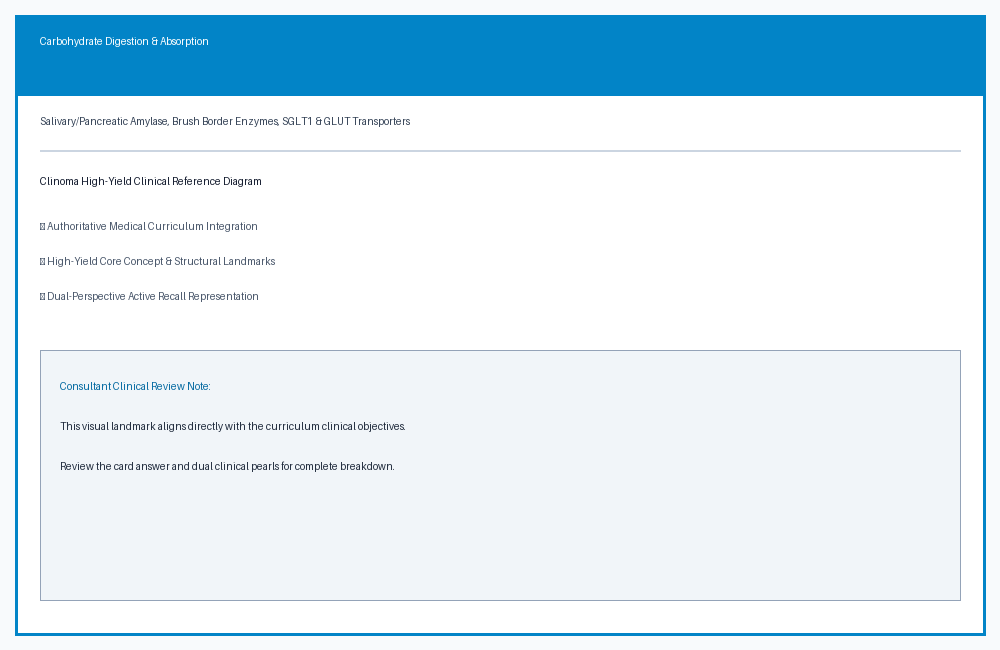 Carbohydrate Digestion & Absorption
Salivary/Pancreatic Amylase, Brush Border Enzymes, SGLT1 & GLUT Transporters
Clinoma High-Yield Clinical Reference Diagram
Authoritative Medical Curriculum Integration
High-Yield Core Concept & Structural Landmarks
Dual-Perspective Active Recall Representation
Consultant Clinical Review Note:
This visual landmark aligns directly with the curriculum clinical objectives.
Review the card answer and dual clinical pearls for complete breakdown.